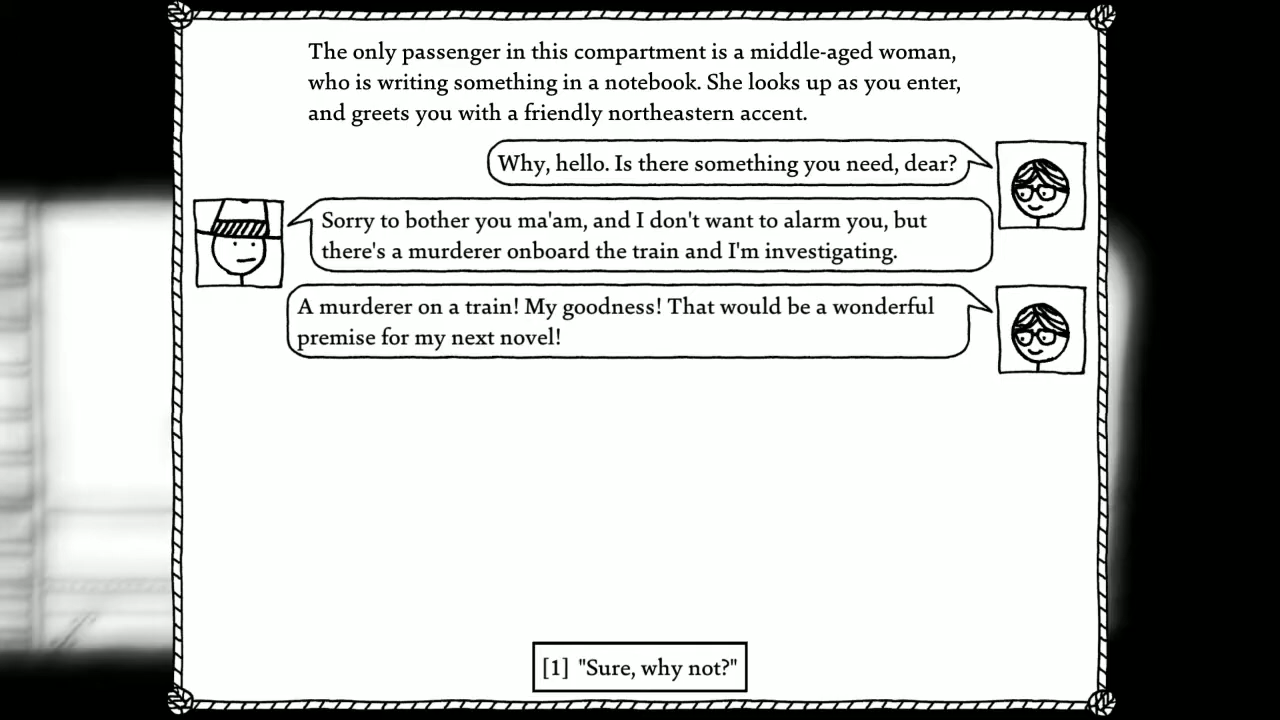 The only passenger in this compartment is a middle-aged woman,
who is writing something in a notebook. She looks up as you enter,
and greets you with a friendly northeastern accent.
Why, hello. Is there something you need, dear?
Sorry to bother you ma'am, and I don't want to alarm you, but
there's a murderer onboard the train and I'm investigating.
A murderer on a train! My goodness! That would be a wonderful
premise for my next novel!
[1] "Sure, why not?"